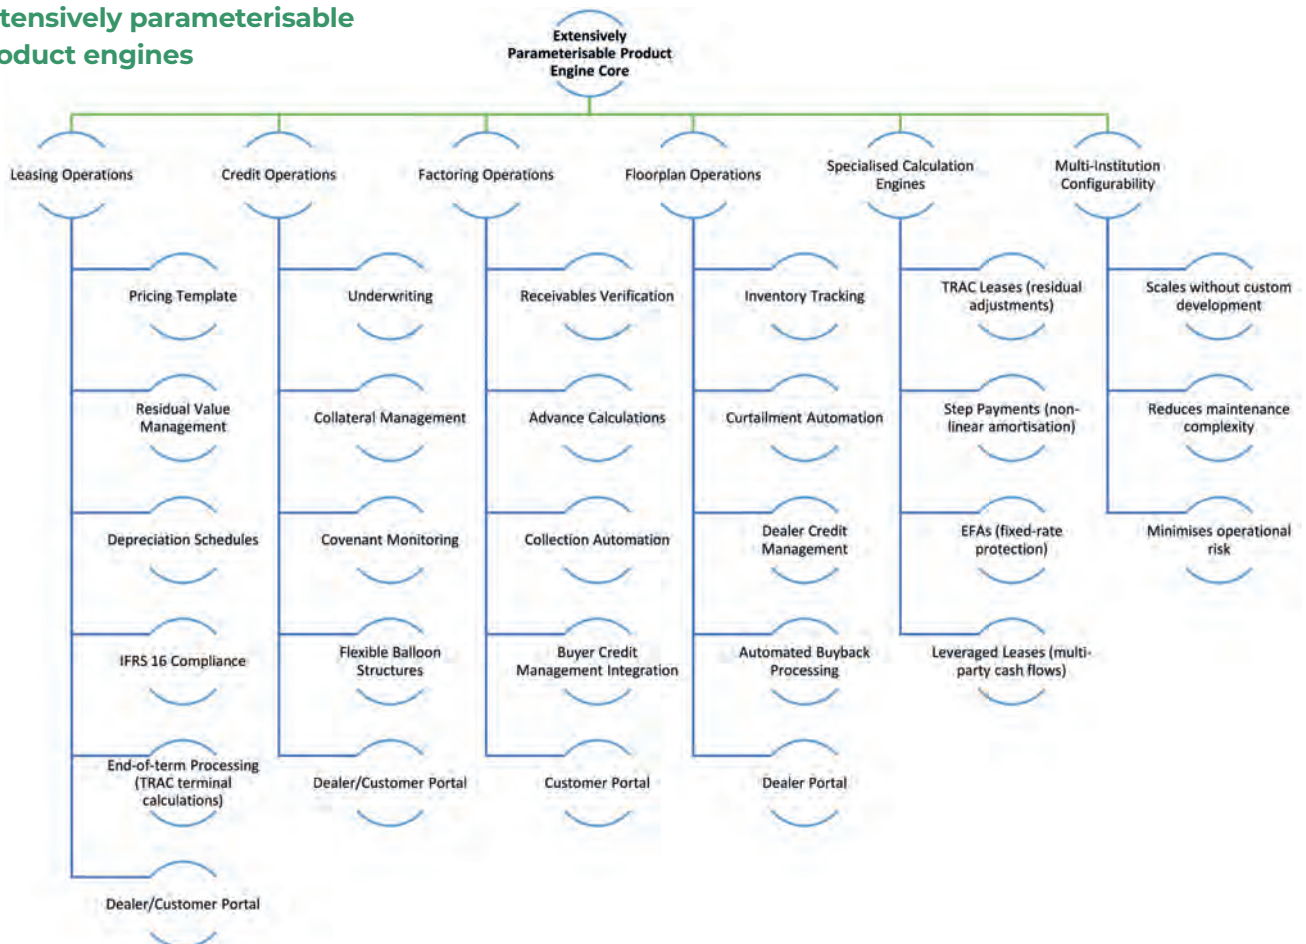 tensively parameterisable
oduct engines
Extensively
Parameterisable Product
Engine Core
Leasing Operations
Credit Operations
Factoring Operations
Floorplan Operations
Specialised Calculation
Engines
Multi-Institution
Configurability
Pricing Template
Residual Value
Management
Depreciation Schedules
IFRS 16 Compliance
End-of-term Processing
(TRAC terminal
calculations)
Dealer/Customer Portal
Underwriting
Collateral Management
Covenant Monitoring
Flexible Balloon
Structures
Dealer/Customer Portal
Receivables Verification
Advance Calculations
Collection Automation
Buyer Credit
Management Integration
Customer Portal
Inventory Tracking
Curtailment Automation
Dealer Credit
Management
Automated Buyback
Processing
Dealer Portal
TRAC Leases (residual
adjustments)
Step Payments (non-
linear amortisation)
EFAs (fixed-rate
protection)
Leveraged Leases (multi-
party cash flows)
Scales without custom
development
Reduces maintenance
complexity
Minimises operational
risk